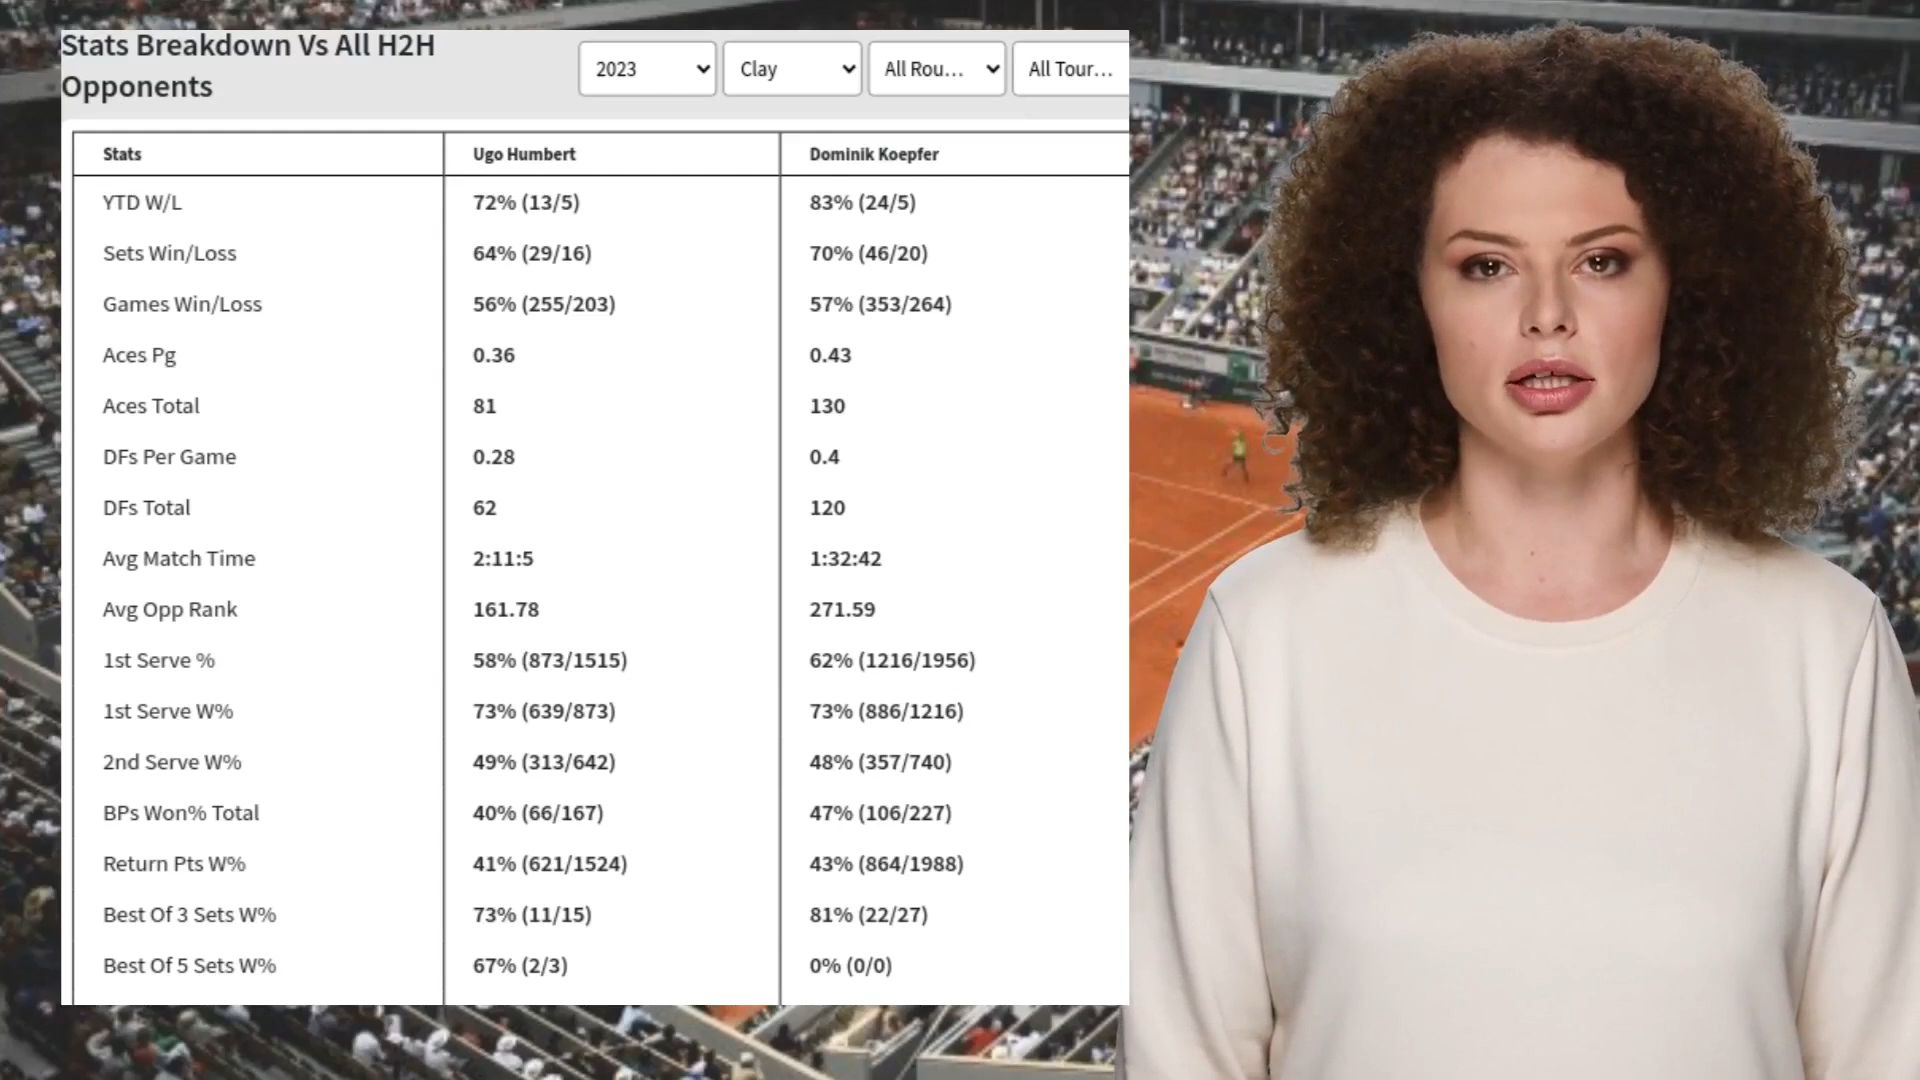 Stats Breakdown Vs All H2H
Opponents
2023 Clay All Rou... All Tour...
Stats Ugo Humbert Dominik Koepfer
YTD W/L 72% (13/5) 83% (24/5)
Sets Win/Loss 64% (29/16) 70% (46/20)
Games Win/Loss 56% (255/203) 57% (353/264)
Aces Pg 0.36 0.43
Aces Total 81 130
DFs Per Game 0.28 0.4
DFs Total 62 120
Avg Match Time 2:11:5 1:32:42
Avg Opp Rank 161.78 271.59
1st Serve % 58% (873/1515) 62% (1216/1956)
1st Serve W% 73% (639/873) 73% (886/1216)
2nd Serve W% 49% (313/642) 48% (357/740)
BPs Won% Total 40% (66/167) 47% (106/227)
Return Pts W% 41% (621/1524) 43% (864/1988)
Best Of 3 Sets W% 73% (11/15) 81% (22/27)
Best Of 5 Sets W% 67% (2/3) 0% (0/0)